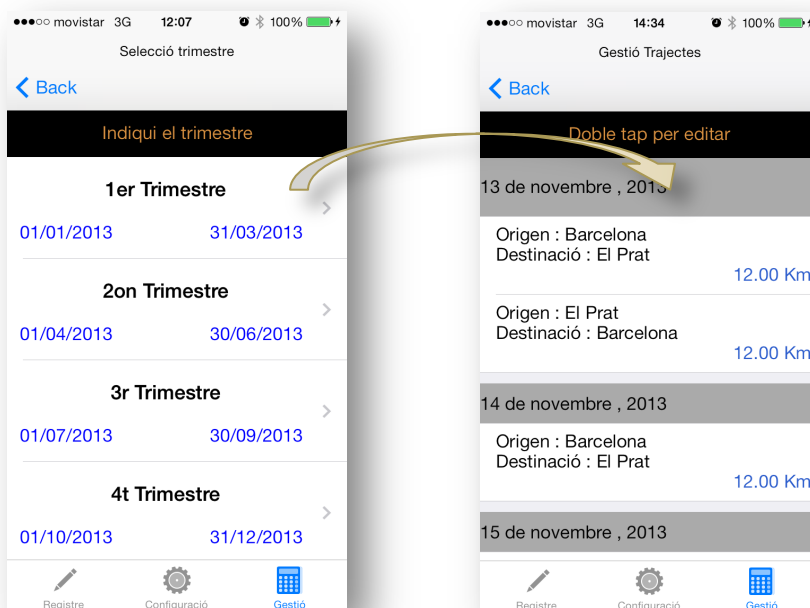 movistar 3G 12:07 100%
Selecció trimestre
Back
Indiqui el trimestre
1er Trimestre
01/01/2013 31/03/2013
2on Trimestre
01/04/2013 30/06/2013
3r Trimestre
01/07/2013 30/09/2013
4t Trimestre
01/10/2013 31/12/2013
Registre Configuració Gestió
movistar 3G 14:34 100%
Gestió Trajectes
Back
Doble tap per editar
13 de novembre , 2013
Origen : Barcelona
Destinació : El Prat
12.00 Km
Origen : El Prat
Destinació : Barcelona
12.00 Km
14 de novembre , 2013
Origen : Barcelona
Destinació : El Prat
12.00 Km
15 de novembre , 2013
Registre Configuració Gestió